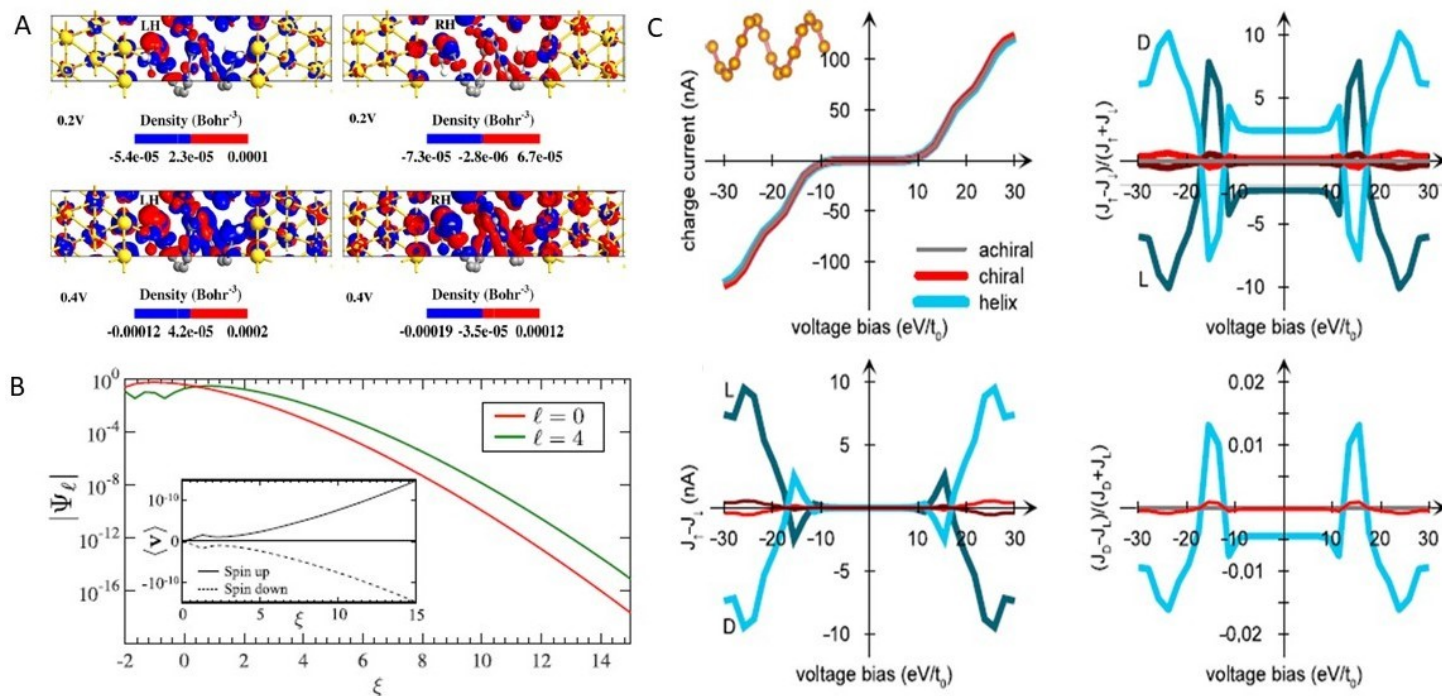 A
LH
0.2V
Density (Bohr⁻³)
-5.4e-05 2.3e-05 0.0001
RH
0.2V
Density (Bohr⁻³)
-7.3e-05 -2.8e-06 6.7e-05
LH
0.4V
Density (Bohr⁻³)
-0.00012 4.2e-05 0.0002
RH
0.4V
Density (Bohr⁻³)
-0.00019 -3.5e-05 0.00012
B
|Ψℓ|
10⁰
10⁻⁴
10⁻⁸
10⁻¹²
10⁻¹⁶
ℓ = 0
ℓ = 4
⟨v⟩
10⁻¹⁰
0
-10⁻¹⁰
Spin up
Spin down
0 5 10 15
ξ
-2 0 2 4 6 8 10 12 14
ξ
C
charge current (nA)
100
50
-50
-100
-30 -20 -10 10 20 30
achiral
chiral
helix
voltage bias (eV/t₀)
D
L
(J↑-J↓)/(J↑+J↓)
10
5
-5
-10
-30 -20 -10 10 20 30
voltage bias (eV/t₀)
L
D
J↑-J↓ (nA)
10
5
-5
-10
-30 -20 -10 10 20 30
voltage bias (eV/t₀)
(J_D-J_L)/(J_D+J_L)
0.02
0.01
-0.01
-0.02
-30 -20 -10 10 20 30
voltage bias (eV/t₀)